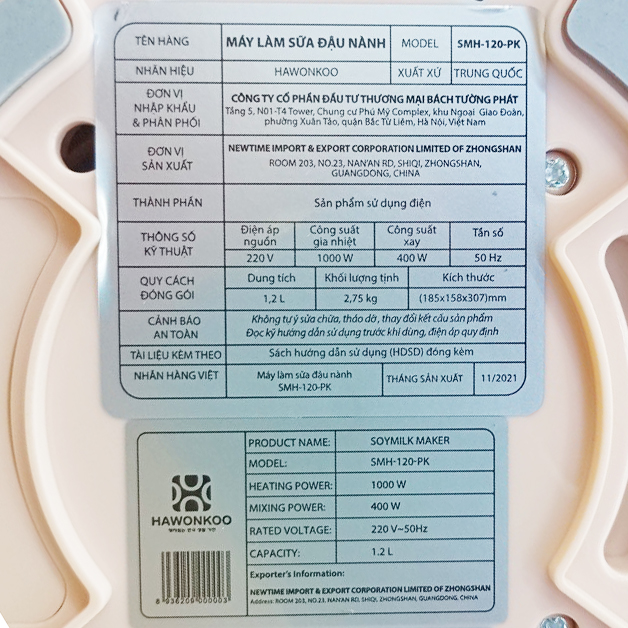 TÊN HÀNG MÁY LÀM SỮA ĐẬU NÀNH MODEL SMH-120-PK
NHÃN HIỆU HAWONKOO XUẤT XỨ TRUNG QUỐC
ĐƠN VỊ
NHẬP KHẨU
& PHÂN PHỐI
CÔNG TY CỔ PHẦN ĐẦU TƯ THƯƠNG MẠI BÁCH TƯỜNG PHÁT
Tầng 5, N01-T4 Tower, Chung cư Phú Mỹ Complex, khu Ngoại Giao Đoàn,
phường Xuân Tảo, quận Bắc Từ Liêm, Hà Nội, Việt Nam
ĐƠN VỊ
SẢN XUẤT
NEWTIME IMPORT & EXPORT CORPORATION LIMITED OF ZHONGSHAN
ROOM 203, NO.23, NAN'AN RD, SHIQI, ZHONGSHAN,
GUANGDONG, CHINA
THÀNH PHẦN Sản phẩm sử dụng điện
THÔNG SỐ
KỸ THUẬT
Điện áp
nguồn
Công suất
gia nhiệt
Công suất
xay
Tần số
220 V 1000 W 400 W 50 Hz
QUY CÁCH
ĐÓNG GÓI
Dung tích Khối lượng tịnh Kích thước
1,2 L 2,75 kg (185x158x307)mm
CẢNH BÁO
AN TOÀN
Không tự ý sửa chữa, tháo dỡ, thay đổi kết cấu sản phẩm
Đọc kỹ hướng dẫn sử dụng trước khi dùng, điện áp quy định
TÀI LIỆU KÈM THEO Sách hướng dẫn sử dụng (HDSD) đóng kèm
NHÃN HÀNG VIỆT
Máy làm sữa đậu nành
SMH-120-PK
THÁNG SẢN XUẤT 11/2021
HAWONKOO
PRODUCT NAME: SOYMILK MAKER
MODEL: SMH-120-PK
HEATING POWER: 1000 W
MIXING POWER: 400 W
RATED VOLTAGE: 220 V~50Hz
CAPACITY: 1.2 L
Exporter's Information:
NEWTIME IMPORT & EXPORT CORPORATION LIMITED OF ZHONGSHAN
Address: ROOM 203, NO.23, NAN'AN RD, SHIQI, ZHONGSHAN, GUANGDONG, CHINA
8 936209 000003